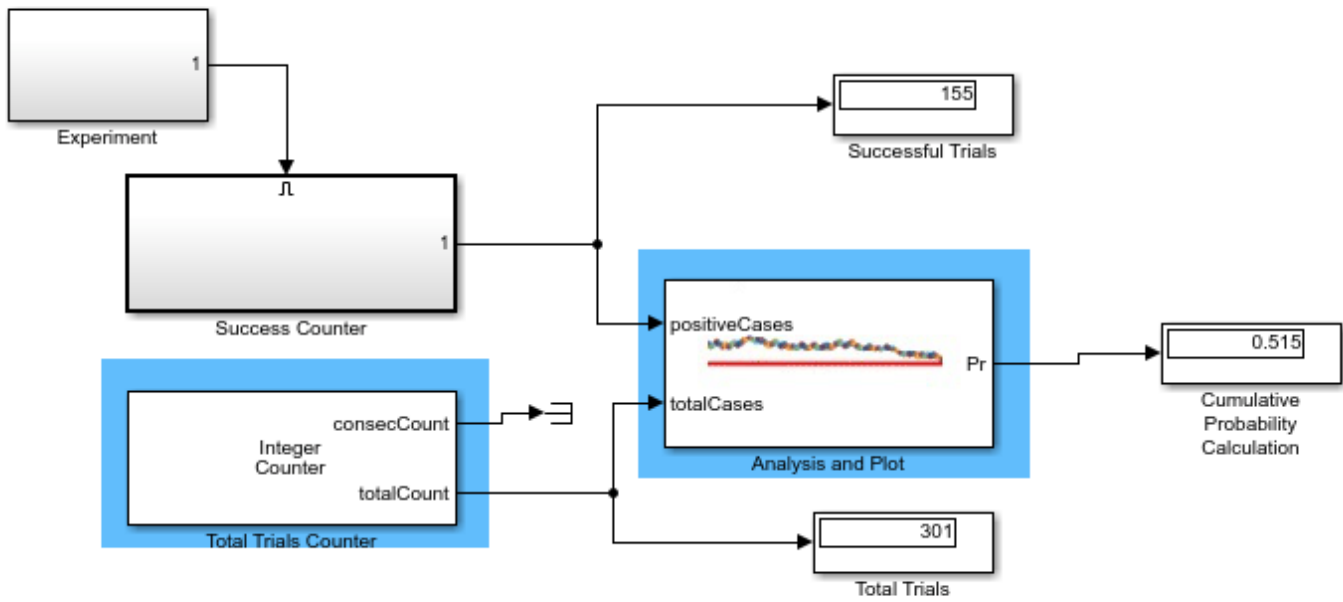 1
Experiment
155
Successful Trials
1
Success Counter
positiveCases
totalCases
Pr
Analysis and Plot
0.515
Cumulative
Probability
Calculation
consecCount
Integer
Counter
totalCount
Total Trials Counter
301
Total Trials